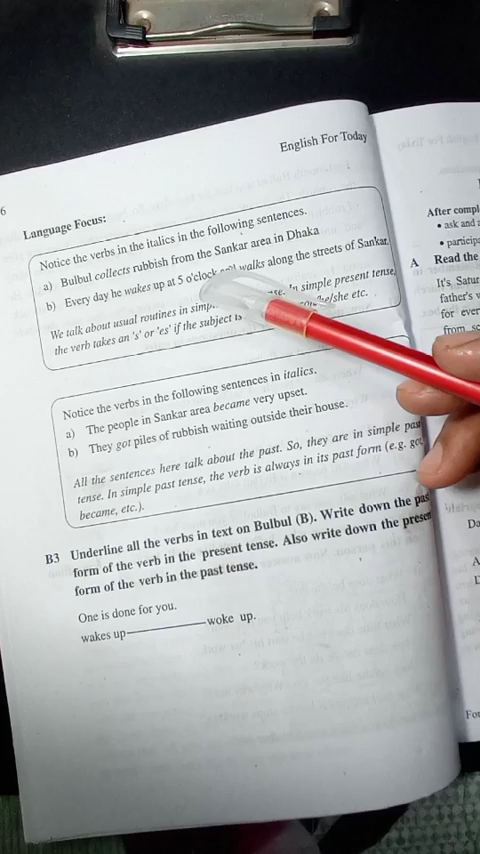 English For Today
6
Language Focus:
Notice the verbs in the italics in the following sentences.
a) Bulbul collects rubbish from the Sankar area in Dhaka
b) Every day he wakes up at 5 o'clock walks along the streets of Sankar.
We talk about usual routines in In simple present tense,
the verb takes an 's' or 'es' if the subject is he/she etc.
Notice the verbs in the following sentences in italics.
a) The people in Sankar area became very upset.
b) They got piles of rubbish waiting outside their house.
All the sentences here talk about the past. So, they are in simple past
tense. In simple past tense, the verb is always in its past form (e.g.
became, etc.).
B3 Underline all the verbs in text on Bulbul (B). Write down the
form of the verb in the present tense. Also write down the
form of the verb in the past tense.
One is done for you.
wakes up woke up.
After
• ask and
•
A Read the
It's
father's
for
from